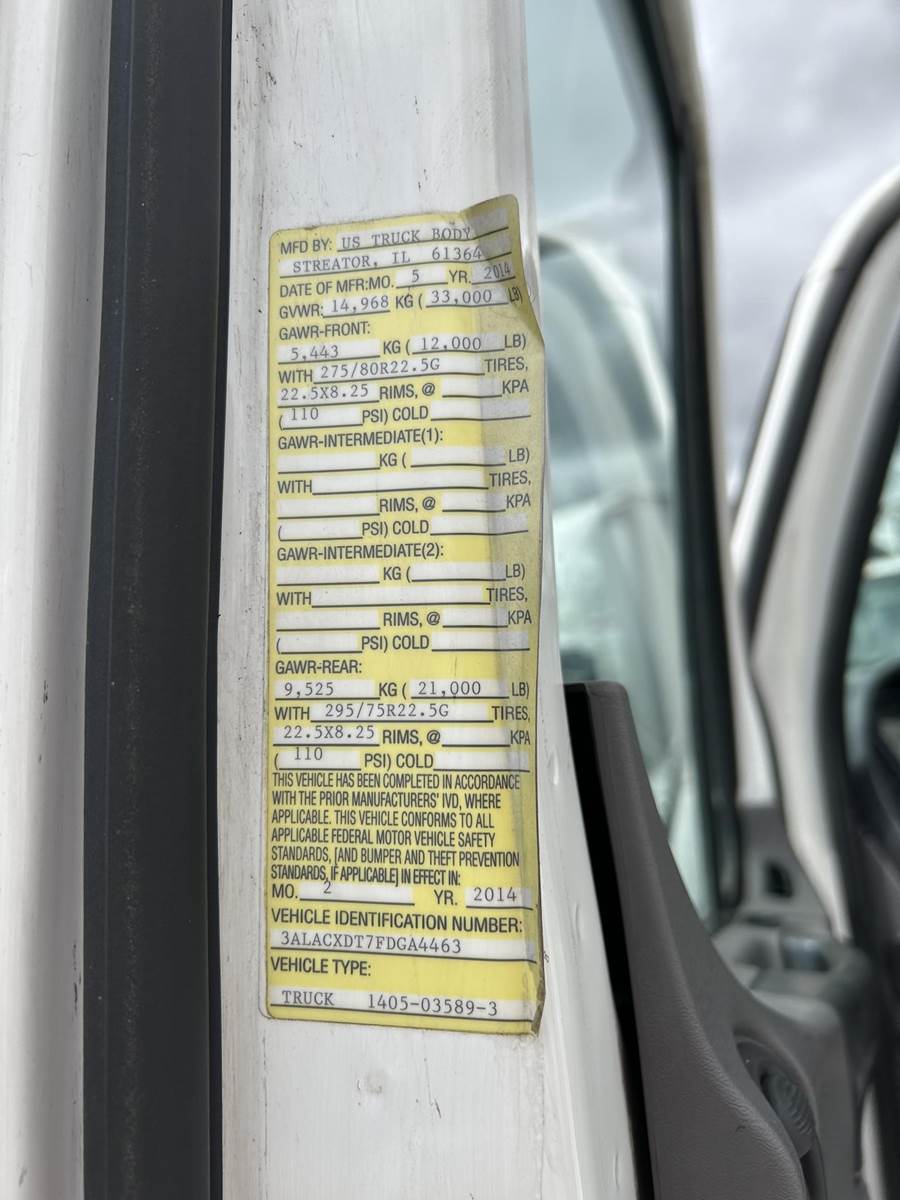 MFD BY: US TRUCK BODY
STREATOR, IL 61364
DATE OF MFR:MO. 5 YR. 2014
GVWR: 14,968 KG ( 33,000 LB)
GAWR-FRONT:
5,443 KG ( 12,000 LB)
WITH 275/80R22.5G TIRES,
22.5X8.25 RIMS, @ KPA
( 110 PSI) COLD
GAWR-INTERMEDIATE(1):
KG ( LB)
WITH TIRES,
RIMS, @ KPA
( PSI) COLD
GAWR-INTERMEDIATE(2):
KG ( LB)
WITH TIRES,
RIMS, @ KPA
( PSI) COLD
GAWR-REAR:
9,525 KG ( 21,000 LB)
WITH 295/75R22.5G TIRES,
22.5X8.25 RIMS, @ KPA
( 110 PSI) COLD
THIS VEHICLE HAS BEEN COMPLETED IN ACCORDANCE
WITH THE PRIOR MANUFACTURERS' IVD, WHERE
APPLICABLE. THIS VEHICLE CONFORMS TO ALL
APPLICABLE FEDERAL MOTOR VEHICLE SAFETY
STANDARDS, [AND BUMPER AND THEFT PREVENTION
STANDARDS, IF APPLICABLE] IN EFFECT IN:
MO. 2 YR. 2014
VEHICLE IDENTIFICATION NUMBER:
3ALACXDT7FDGA4463
VEHICLE TYPE:
TRUCK 1405-03589-3